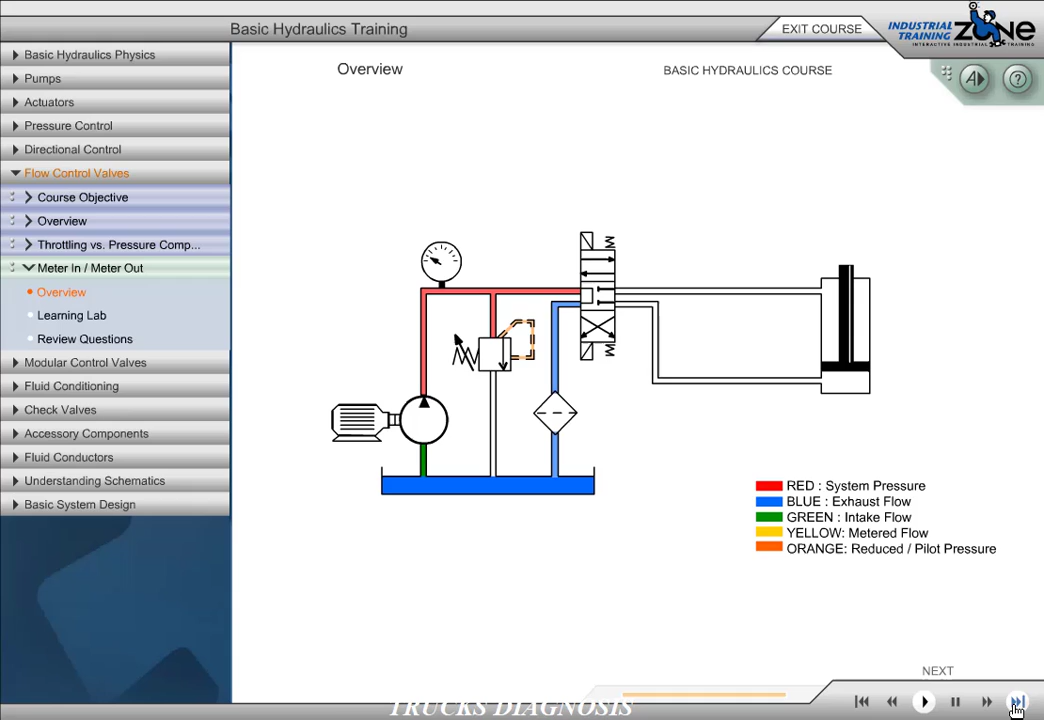 Basic Hydraulics Training
EXIT COURSE
INDUSTRIAL
TRAINING
ZONE
INTERACTIVE INDUSTRIAL TRAINING
Overview
BASIC HYDRAULICS COURSE
A
?
Basic Hydraulics Physics
Pumps
Actuators
Pressure Control
Directional Control
Flow Control Valves
Course Objective
Overview
Throttling vs. Pressure Comp...
Meter In / Meter Out
Overview
Learning Lab
Review Questions
Modular Control Valves
Fluid Conditioning
Check Valves
Accessory Components
Fluid Conductors
Understanding Schematics
Basic System Design
RED : System Pressure
BLUE : Exhaust Flow
GREEN : Intake Flow
YELLOW: Metered Flow
ORANGE: Reduced / Pilot Pressure
NEXT
TRUCKS DIAGNOSIS